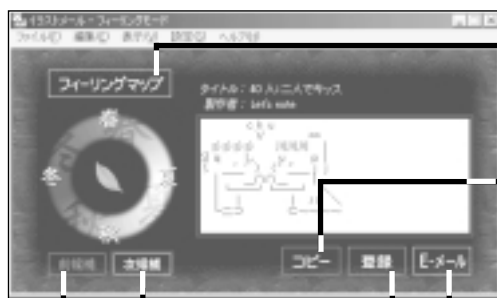 イラストメール - フィーリングモード
ファイル(F) 編集(E) 表示(V) 設定(S) ヘルプ(H)
フィーリングマップ
タイトル：40 人に二人でキッス
製作者：Let's note
春
冬
夏
秋
chu
前候補
次候補
コピー
登録
E-メール